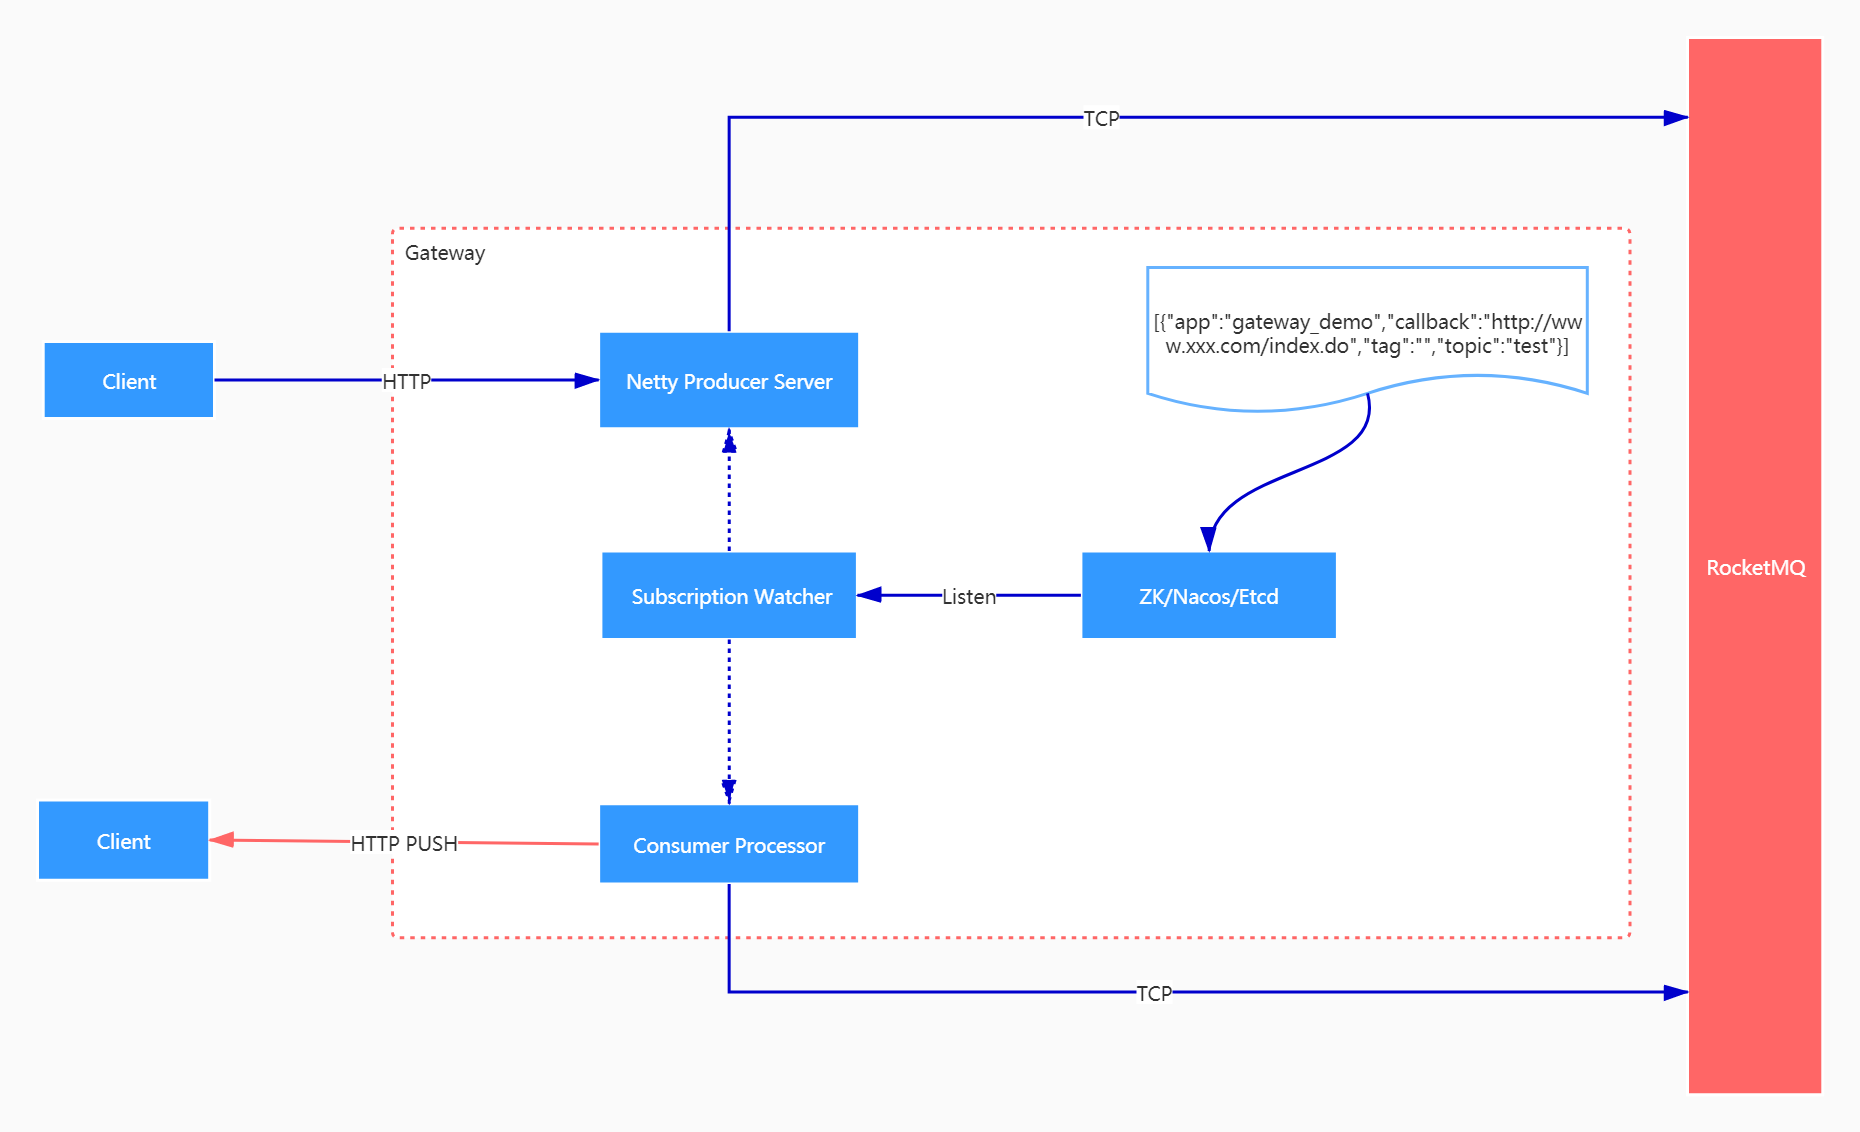 TCP
Gateway
[{"app":"gateway_demo","callback":"http://ww
w.xxx.com/index.do","tag":"","topic":"test"}]
Client
HTTP
Netty Producer Server
RocketMQ
Subscription Watcher
Listen
ZK/Nacos/Etcd
Client
HTTP PUSH
Consumer Processor
TCP